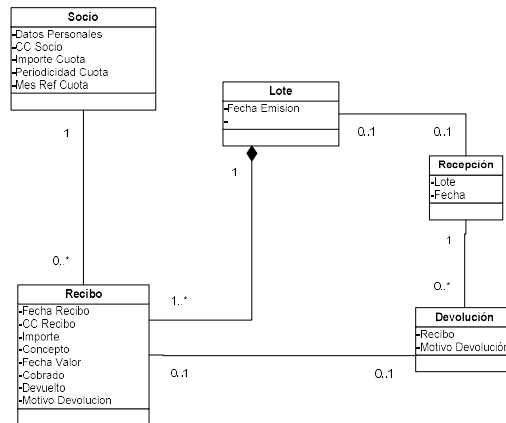 Socio
-Datos Personales
-CC Socio
-Importe Cuota
-Periodicidad Cuota
-Mes Ref Cuota
1
0..*
Lote
-Fecha Emision
-
0..1
0..1
1
1..*
Recepción
-Lote
-Fecha
1
0..*
Recibo
-Fecha Recibo
-CC Recibo
-Importe
-Concepto
-Fecha Valor
-Cobrado
-Devuelto
-Motivo Devolucion
Devolución
-Recibo
-Motivo Devolución
0..1
0..1